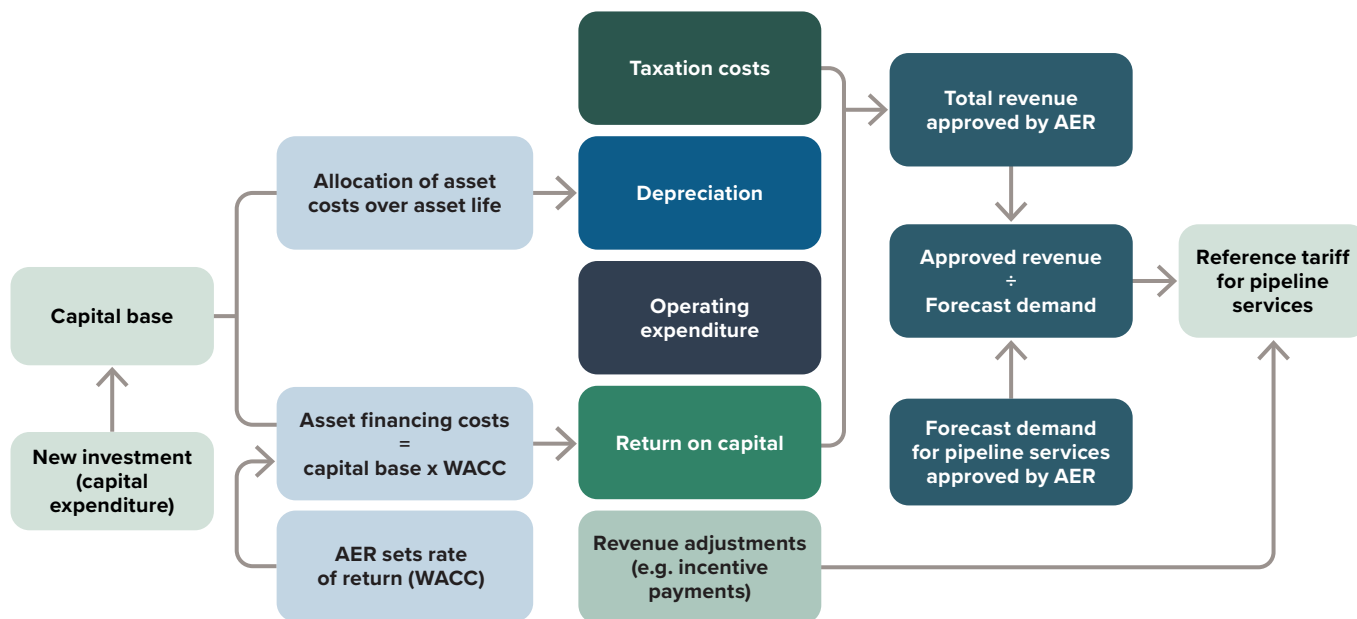 Taxation costs
Total revenue
approved by AER
Allocation of asset
costs over asset life
Depreciation
Capital base
Operating
expenditure
Approved revenue
÷
Forecast demand
Reference tariff
for pipeline
services
New investment
(capital
expenditure)
Asset financing costs
=
capital base x WACC
Return on capital
Forecast demand
for pipeline services
approved by AER
AER sets rate
of return (WACC)
Revenue adjustments
(e.g. incentive
payments)